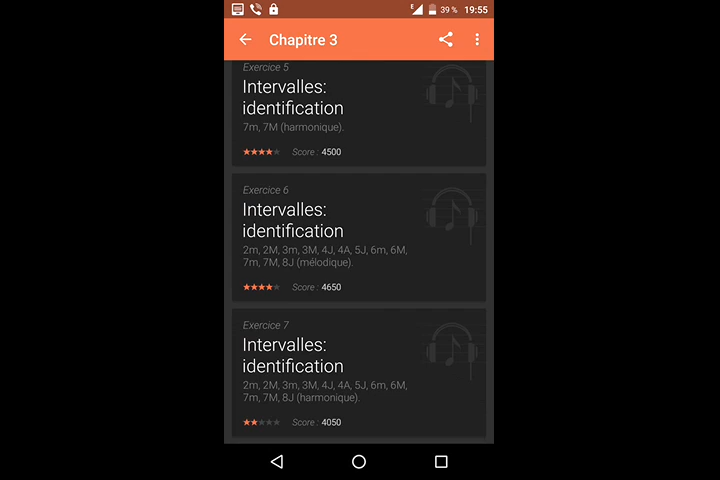 E 39 % 19:55
Chapitre 3
Exercice 5
Intervalles:
identification
7m, 7M (harmonique).
Score : 4500
Exercice 6
Intervalles:
identification
2m, 2M, 3m, 3M, 4J, 4A, 5J, 6m, 6M,
7m, 7M, 8J (mélodique).
Score : 4650
Exercice 7
Intervalles:
identification
2m, 2M, 3m, 3M, 4J, 4A, 5J, 6m, 6M,
7m, 7M, 8J (harmonique).
Score : 4050